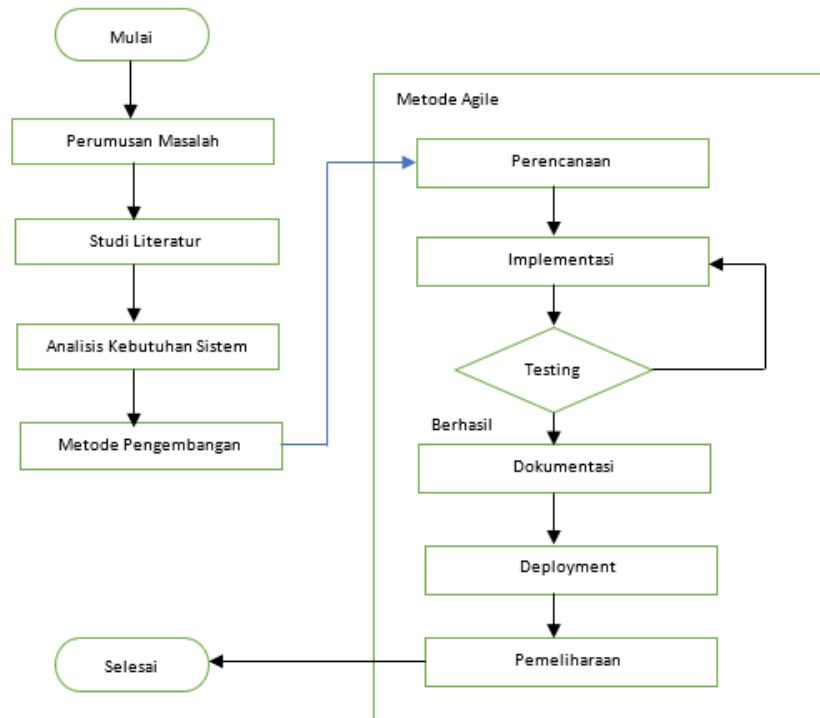 Mulai
Perumusan Masalah
Studi Literatur
Analisis Kebutuhan Sistem
Metode Pengembangan
Metode Agile
Perencanaan
Implementasi
Testing
Berhasil
Dokumentasi
Deployment
Pemeliharaan
Selesai